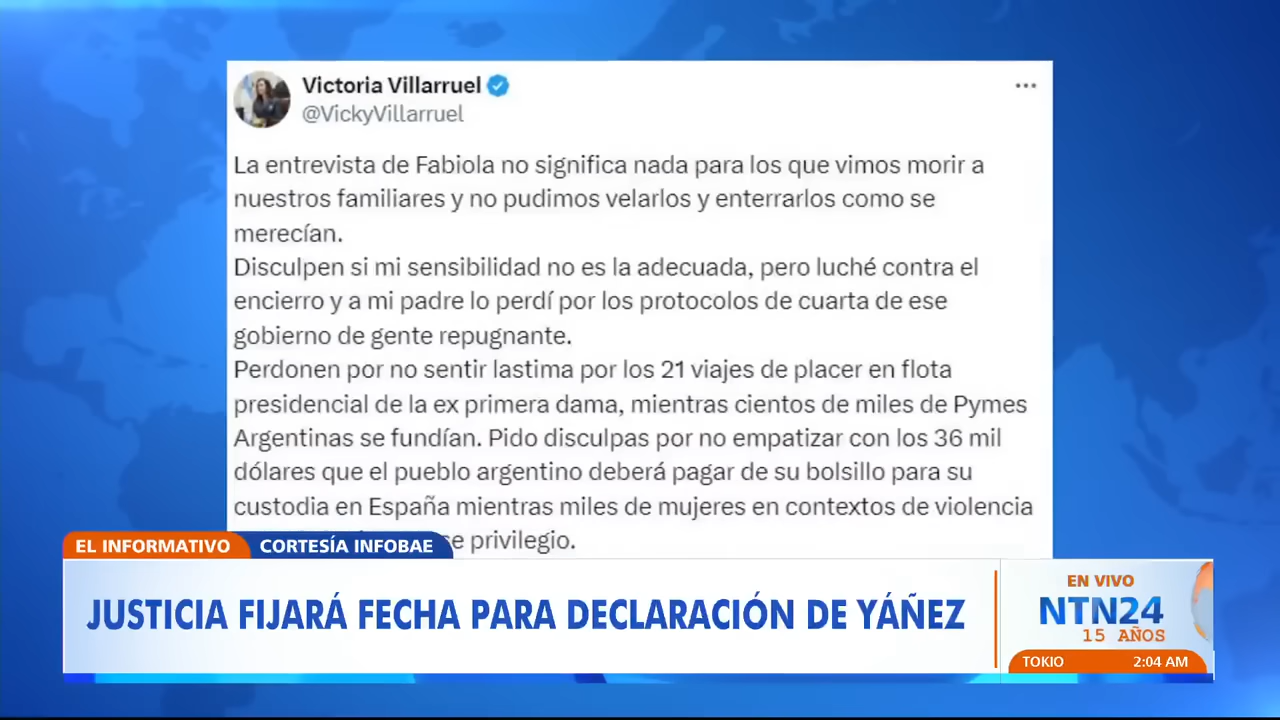 Victoria Villarruel
@VickyVillarruel
La entrevista de Fabiola no significa nada para los que vimos morir a
nuestros familiares y no pudimos velarlos y enterrarlos como se
merecían.
Disculpen si mi sensibilidad no es la adecuada, pero luché contra el
encierro y a mi padre lo perdí por los protocolos de cuarta de ese
gobierno de gente repugnante.
Perdonen por no sentir lastima por los 21 viajes de placer en flota
presidencial de la ex primera dama, mientras cientos de miles de Pymes
Argentinas se fundían. Pido disculpas por no empatizar con los 36 mil
dólares que el pueblo argentino deberá pagar de su bolsillo para su
custodia en España mientras miles de mujeres en contextos de violencia
se privilegio.
EL INFORMATIVO
CORTESÍA INFOBAE
JUSTICIA FIJARÁ FECHA PARA DECLARACIÓN DE YÁÑEZ
EN VIVO
NTN24
15 AÑOS
TOKIO 2:04 AM